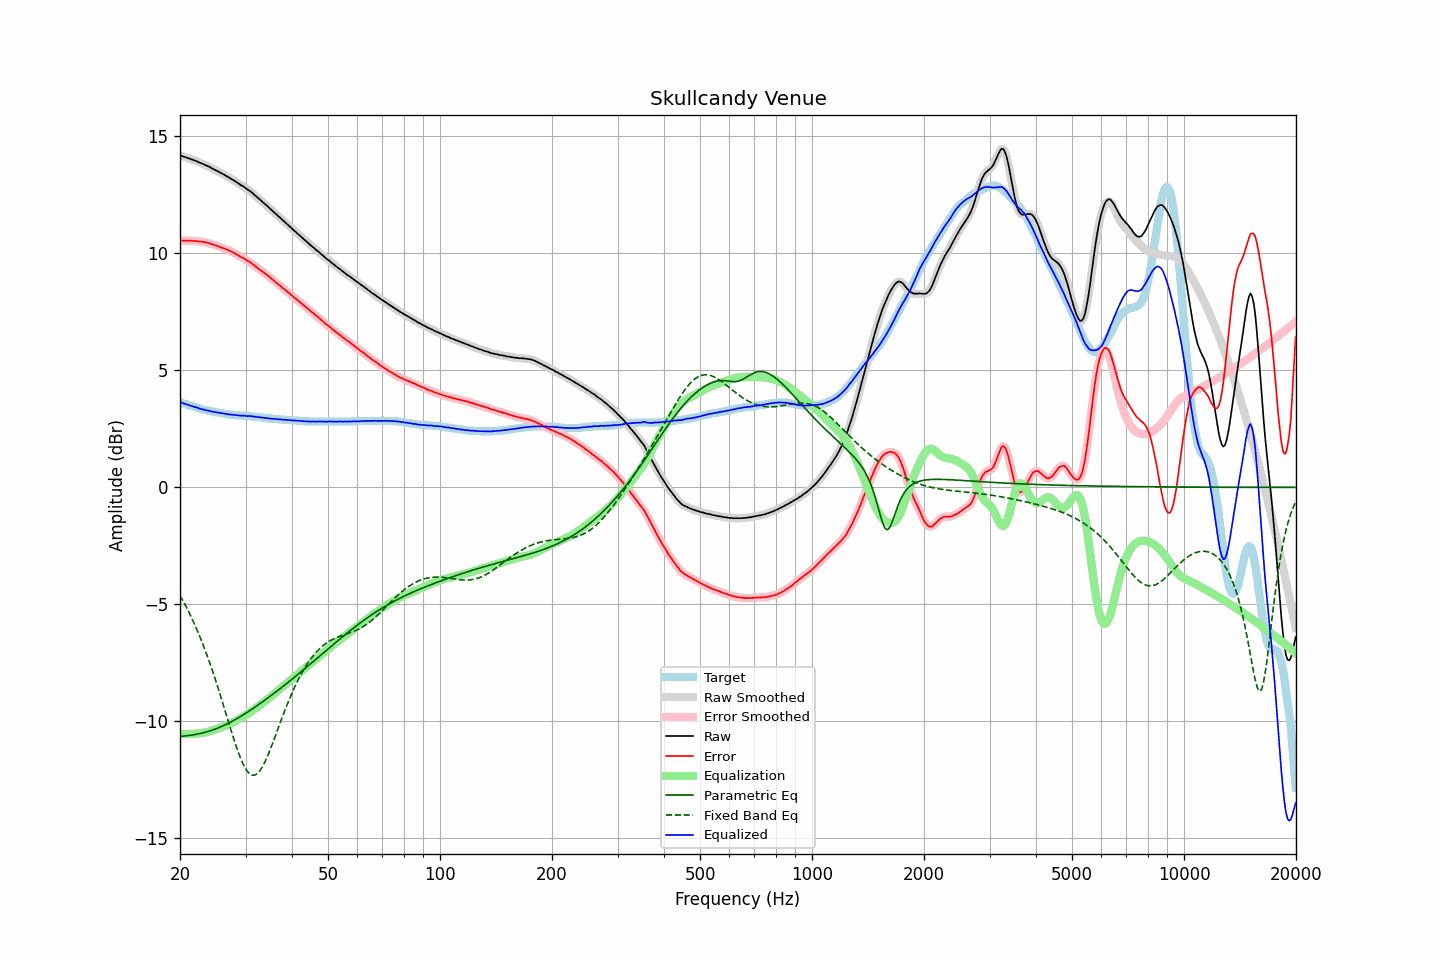 Skullcandy Venue
15
10
5
0
−5
−10
−15
Amplitude (dBr)
Target
Raw Smoothed
Error Smoothed
Raw
Error
Equalization
Parametric Eq
Fixed Band Eq
Equalized
20 50 100 200 500 1000 2000 5000 10000 20000
Frequency (Hz)